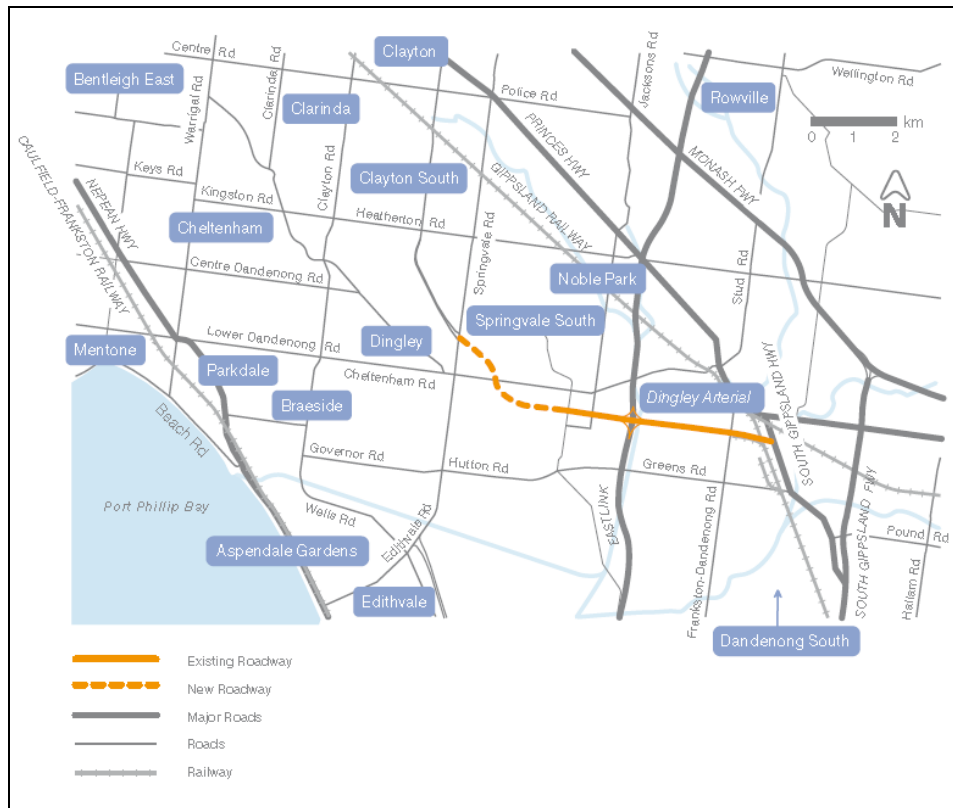 Centre Rd
Clarinda Rd
Clayton
Jacksons Rd
Wellington Rd
Bentleigh East
Warrigal Rd
Clarinda
Police Rd
Rowville
km
0 1 2
PRINCES HWY
MONASH FWY
CAULFIELD-FRANKSTON RAILWAY
NEPEAN HWY
Keys Rd
Kingston Rd
Clayton Rd
Clayton South
GIPPSLAND RAILWAY
N
Cheltenham
Heatherton Rd
Springvale Rd
Centre Dandenong Rd
Noble Park
Stud Rd
Springvale South
Mentone
Lower Dandenong Rd
Dingley
Parkdale
Cheltenham Rd
SOUTH GIPPSLAND HWY
Braeside
Dingley Arterial
Beach Rd
Governor Rd
Hutton Rd
Greens Rd
Port Phillip Bay
Wells Rd
Edithvale Rd
EASTLINK
Frankston-Dandenong Rd
SOUTH GIPPSLAND FWY
Pound Rd
Hallam Rd
Aspendale Gardens
Edithvale
Dandenong South
Existing Roadway
New Roadway
Major Roads
Roads
Railway